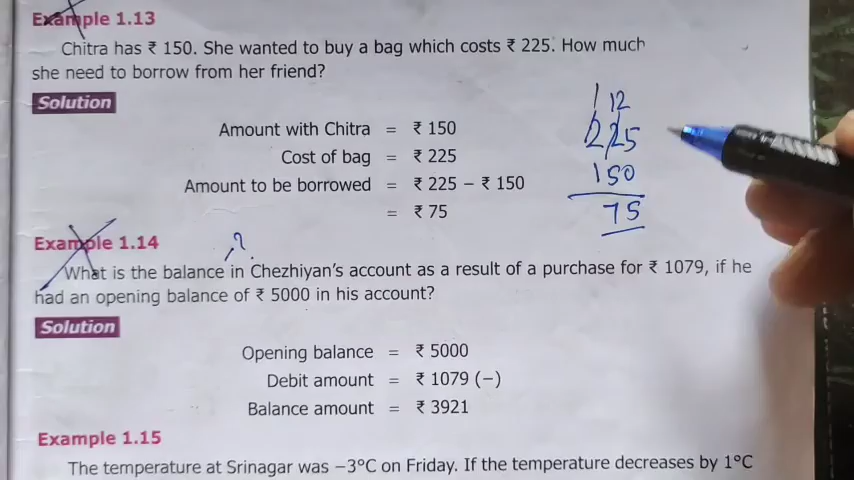 Example 1.13
Chitra has ₹ 150. She wanted to buy a bag which costs ₹ 225. How much
she need to borrow from her friend?
Solution
Amount with Chitra = ₹ 150
Cost of bag = ₹ 225
Amount to be borrowed = ₹ 225 − ₹ 150
= ₹ 75
1 12
225
150
75
Example 1.14
?
What is the balance in Chezhiyan's account as a result of a purchase for ₹ 1079, if he
had an opening balance of ₹ 5000 in his account?
Solution
Opening balance = ₹ 5000
Debit amount = ₹ 1079 (−)
Balance amount = ₹ 3921
Example 1.15
The temperature at Srinagar was −3°C on Friday. If the temperature decreases by 1°C